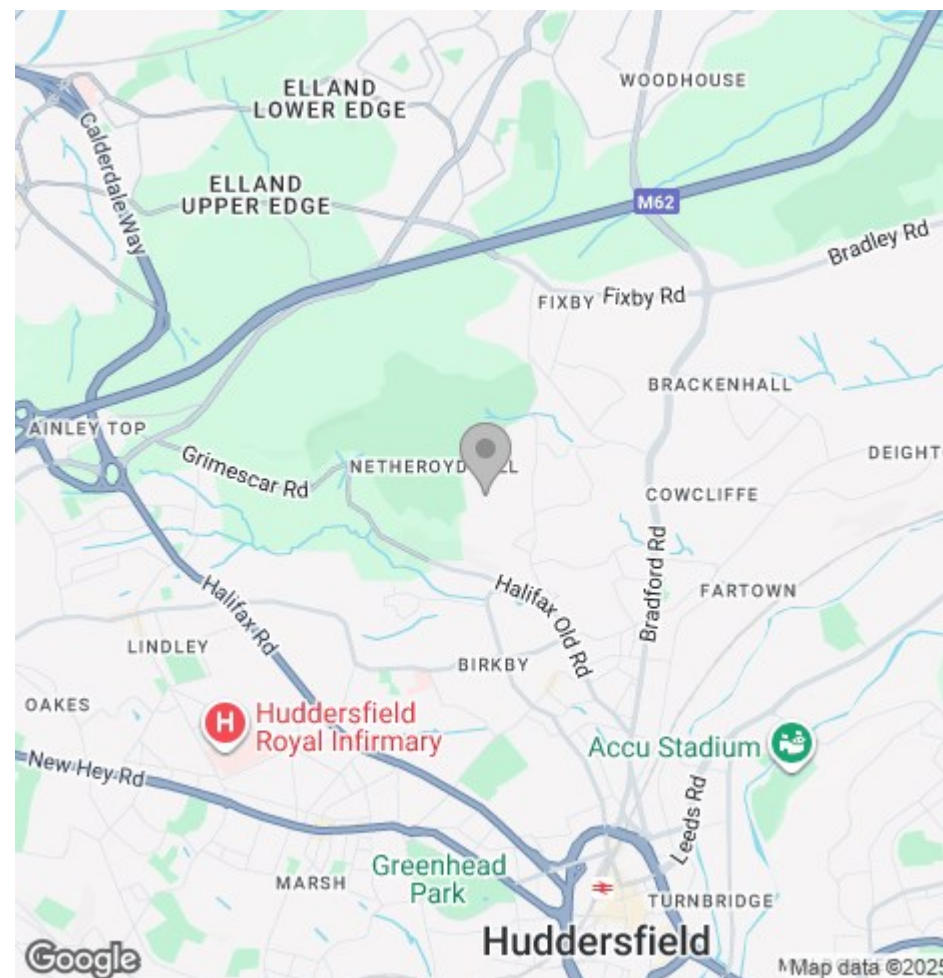 WOODHOUSE
ELLAND
LOWER EDGE
Calderdale Way
ELLAND
UPPER EDGE
M62
Bradley Rd
FIXBY
Fixby Rd
BRACKENHALL
AINLEY TOP
Grimescar Rd
DEIGHT
COWCLIFFE
Bradford Rd
Halifax Old Rd
FARTOWN
Halifax Rd
LINDLEY
BIRKBY
OAKES
H
Huddersfield
Royal Infirmary
Accu Stadium
New Hey Rd
Leeds Rd
Greenhead
Park
MARSH
TURNBRIDGE
Huddersfield
Google
Map data ©2025